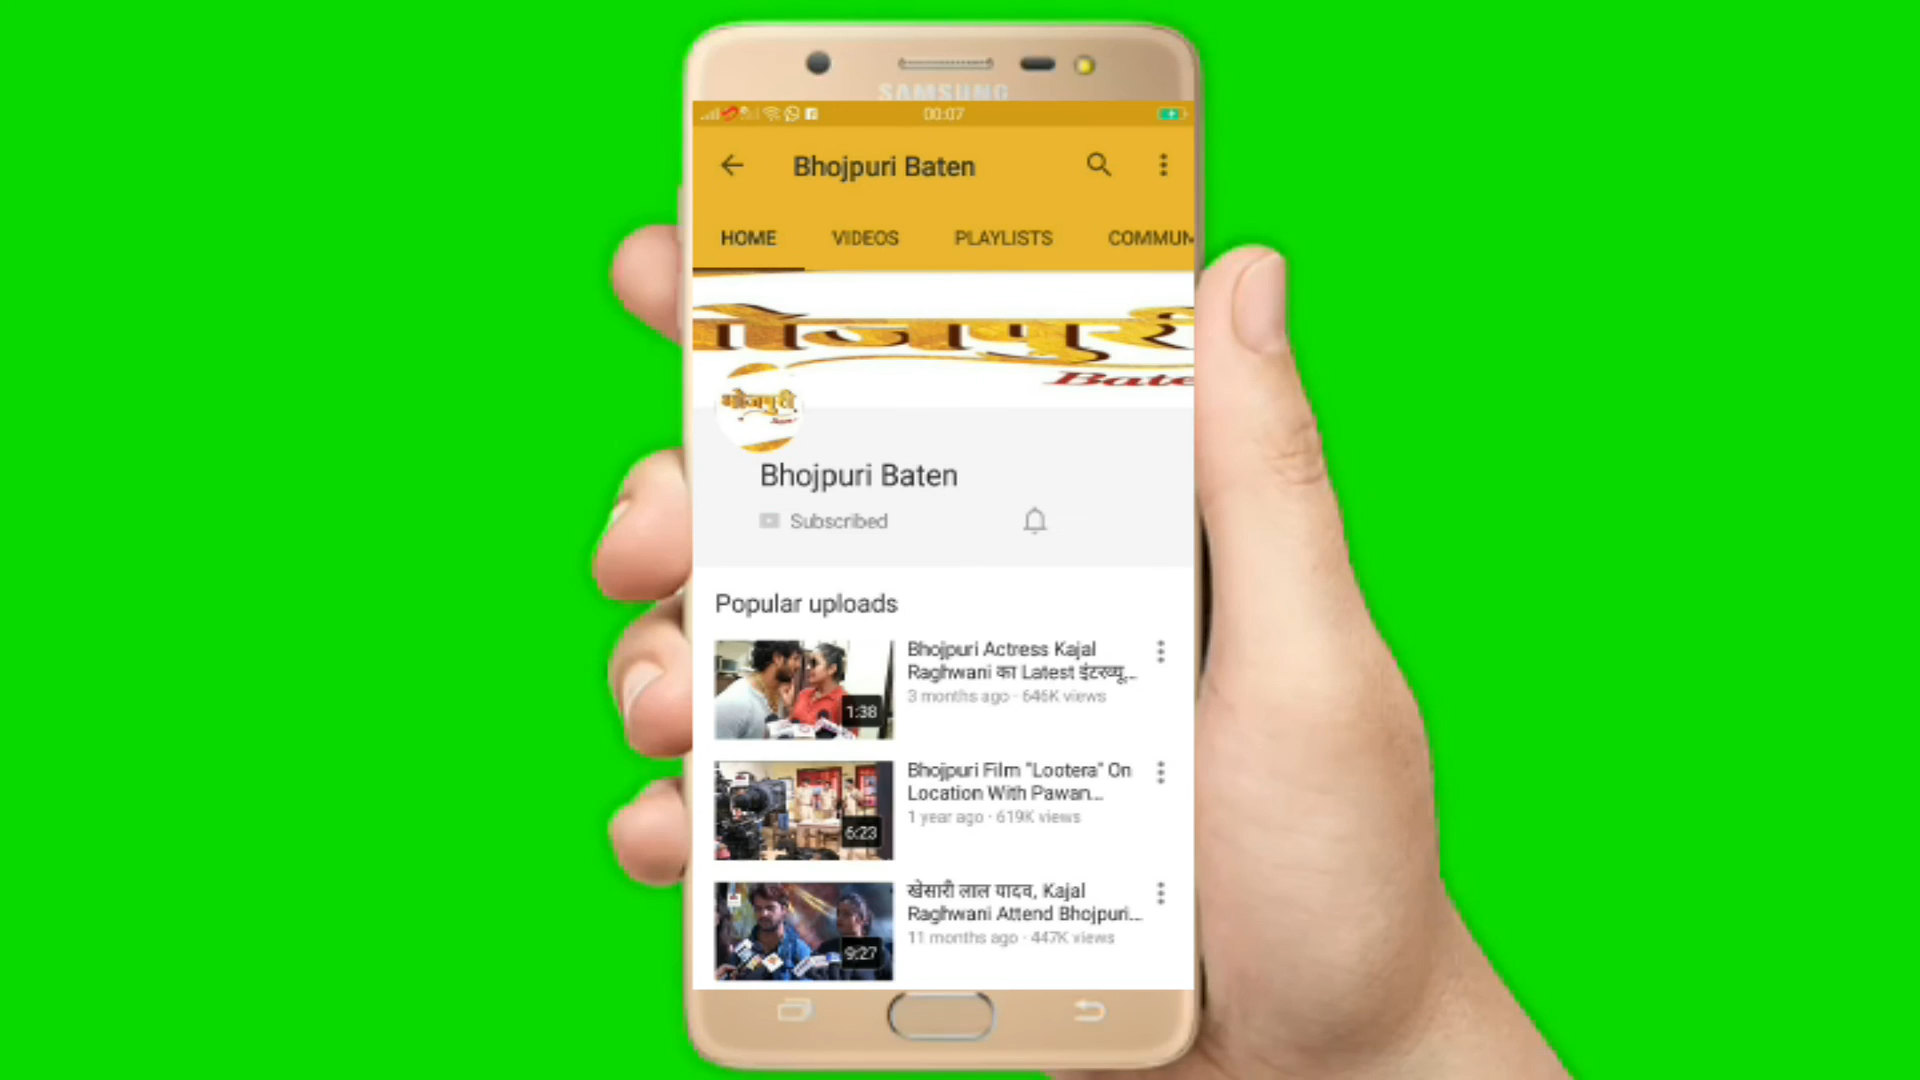 SAMSUNG
00:07
Bhojpuri Baten
HOME VIDEOS PLAYLISTS COMMUN
भोजपुरी
Bate
भोजपुरी
Bhojpuri Baten
Subscribed
Popular uploads
Bhojpuri Actress Kajal
Raghwani का Latest इंटरव्यू...
3 months ago · 646K views
1:38
Bhojpuri Film "Lootera" On
Location With Pawan...
1 year ago · 619K views
6:23
खेसारी लाल यादव, Kajal
Raghwani Attend Bhojpuri...
11 months ago · 447K views
9:27